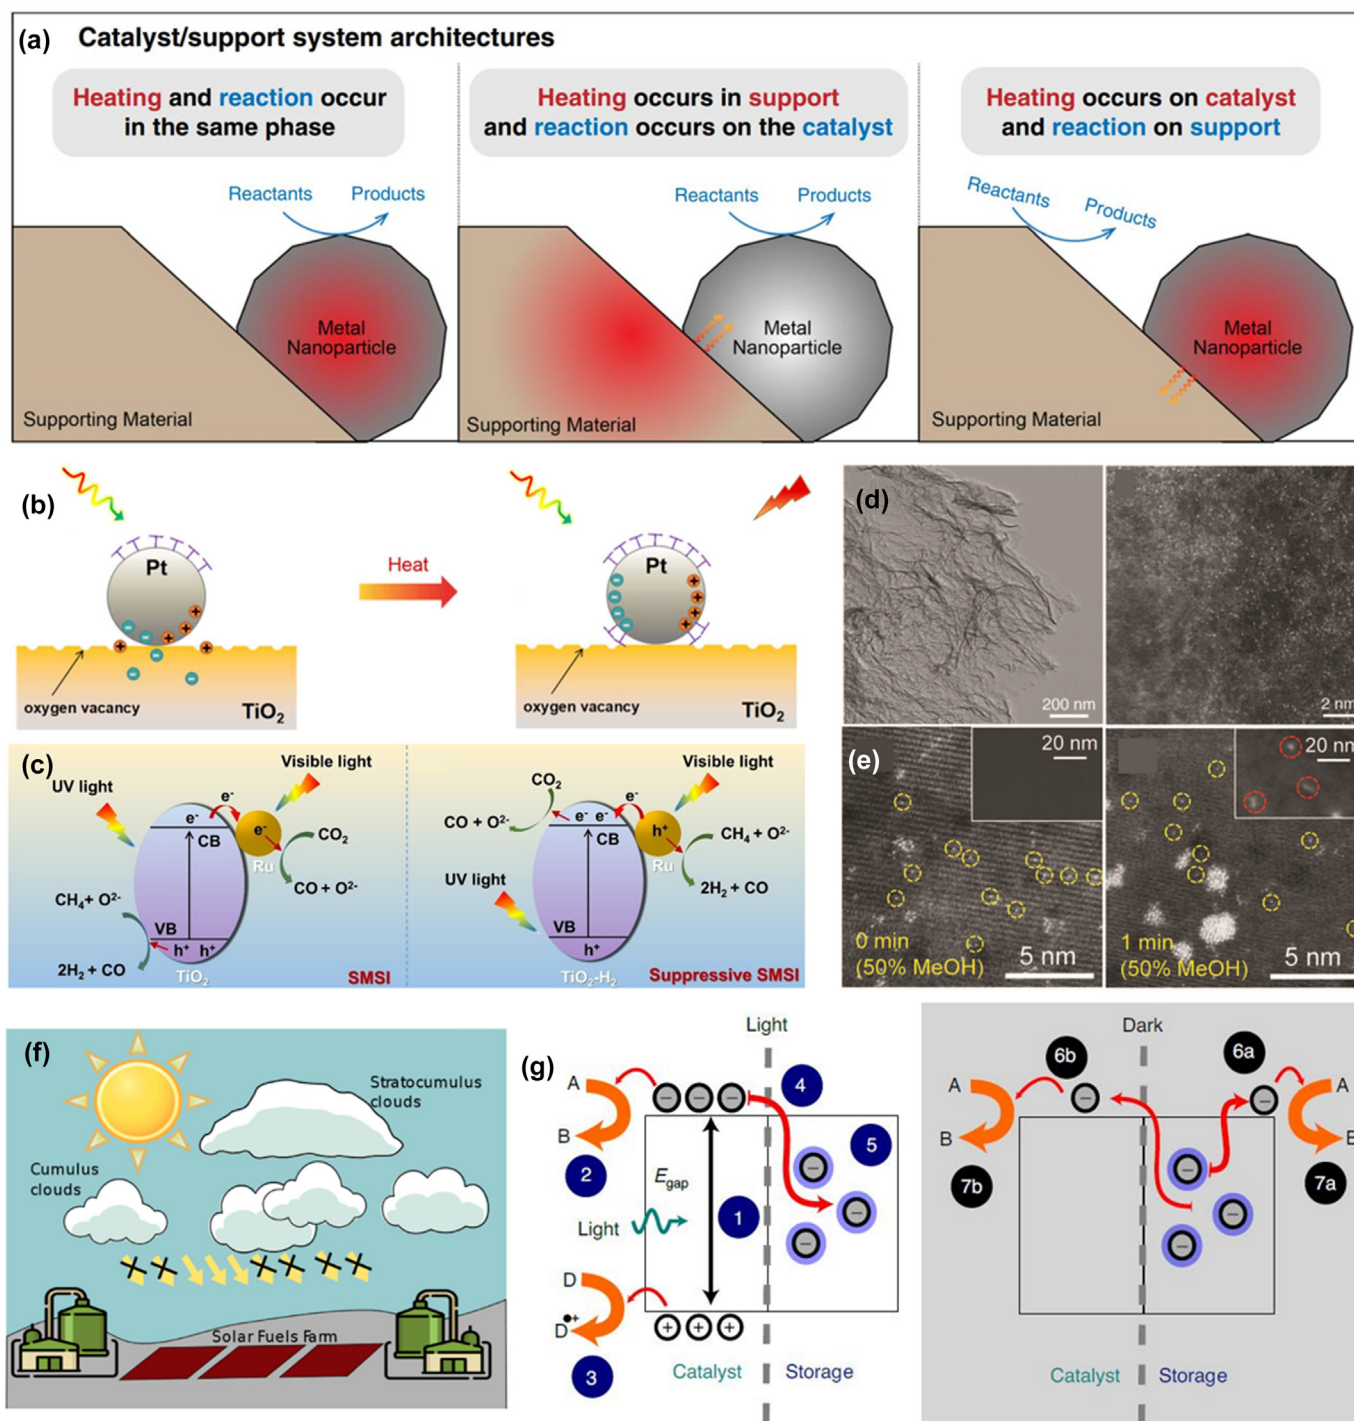 (a) Catalyst/support system architectures
Heating and reaction occur
in the same phase
Heating occurs in support
and reaction occurs on the catalyst
Heating occurs on catalyst
and reaction on support
Reactants
Products
Metal
Nanoparticle
Supporting Material
Reactants
Products
Metal
Nanoparticle
Supporting Material
Reactants
Products
Metal
Nanoparticle
Supporting Material
(b)
Pt
oxygen vacancy
TiO₂
Heat
Pt
oxygen vacancy
TiO₂
(c)
UV light
Visible light
e⁻
e⁻
CB
e⁻
Ru
CO₂
CO + O²⁻
CH₄+ O²⁻
VB
h⁺ h⁺
2H₂ + CO
TiO₂
SMSI
CO₂
Visible light
e⁻
e⁻ e⁻
CB
h⁺
Ru
CO + O²⁻
CH₄ + O²⁻
UV light
2H₂ + CO
VB
h⁺
TiO₂-H₂
Suppressive SMSI
(d)
200 nm
2 nm
(e)
20 nm
0 min
(50% MeOH)
5 nm
20 nm
1 min
(50% MeOH)
5 nm
(f)
Stratocumulus
clouds
Cumulus
clouds
Solar Fuels Farm
(g)
Light
A
4
B
5
2
E gap
1
Light
D
D•+
3
Catalyst
Storage
Dark
6b
6a
A
A
B
B
7b
7a
Catalyst
Storage